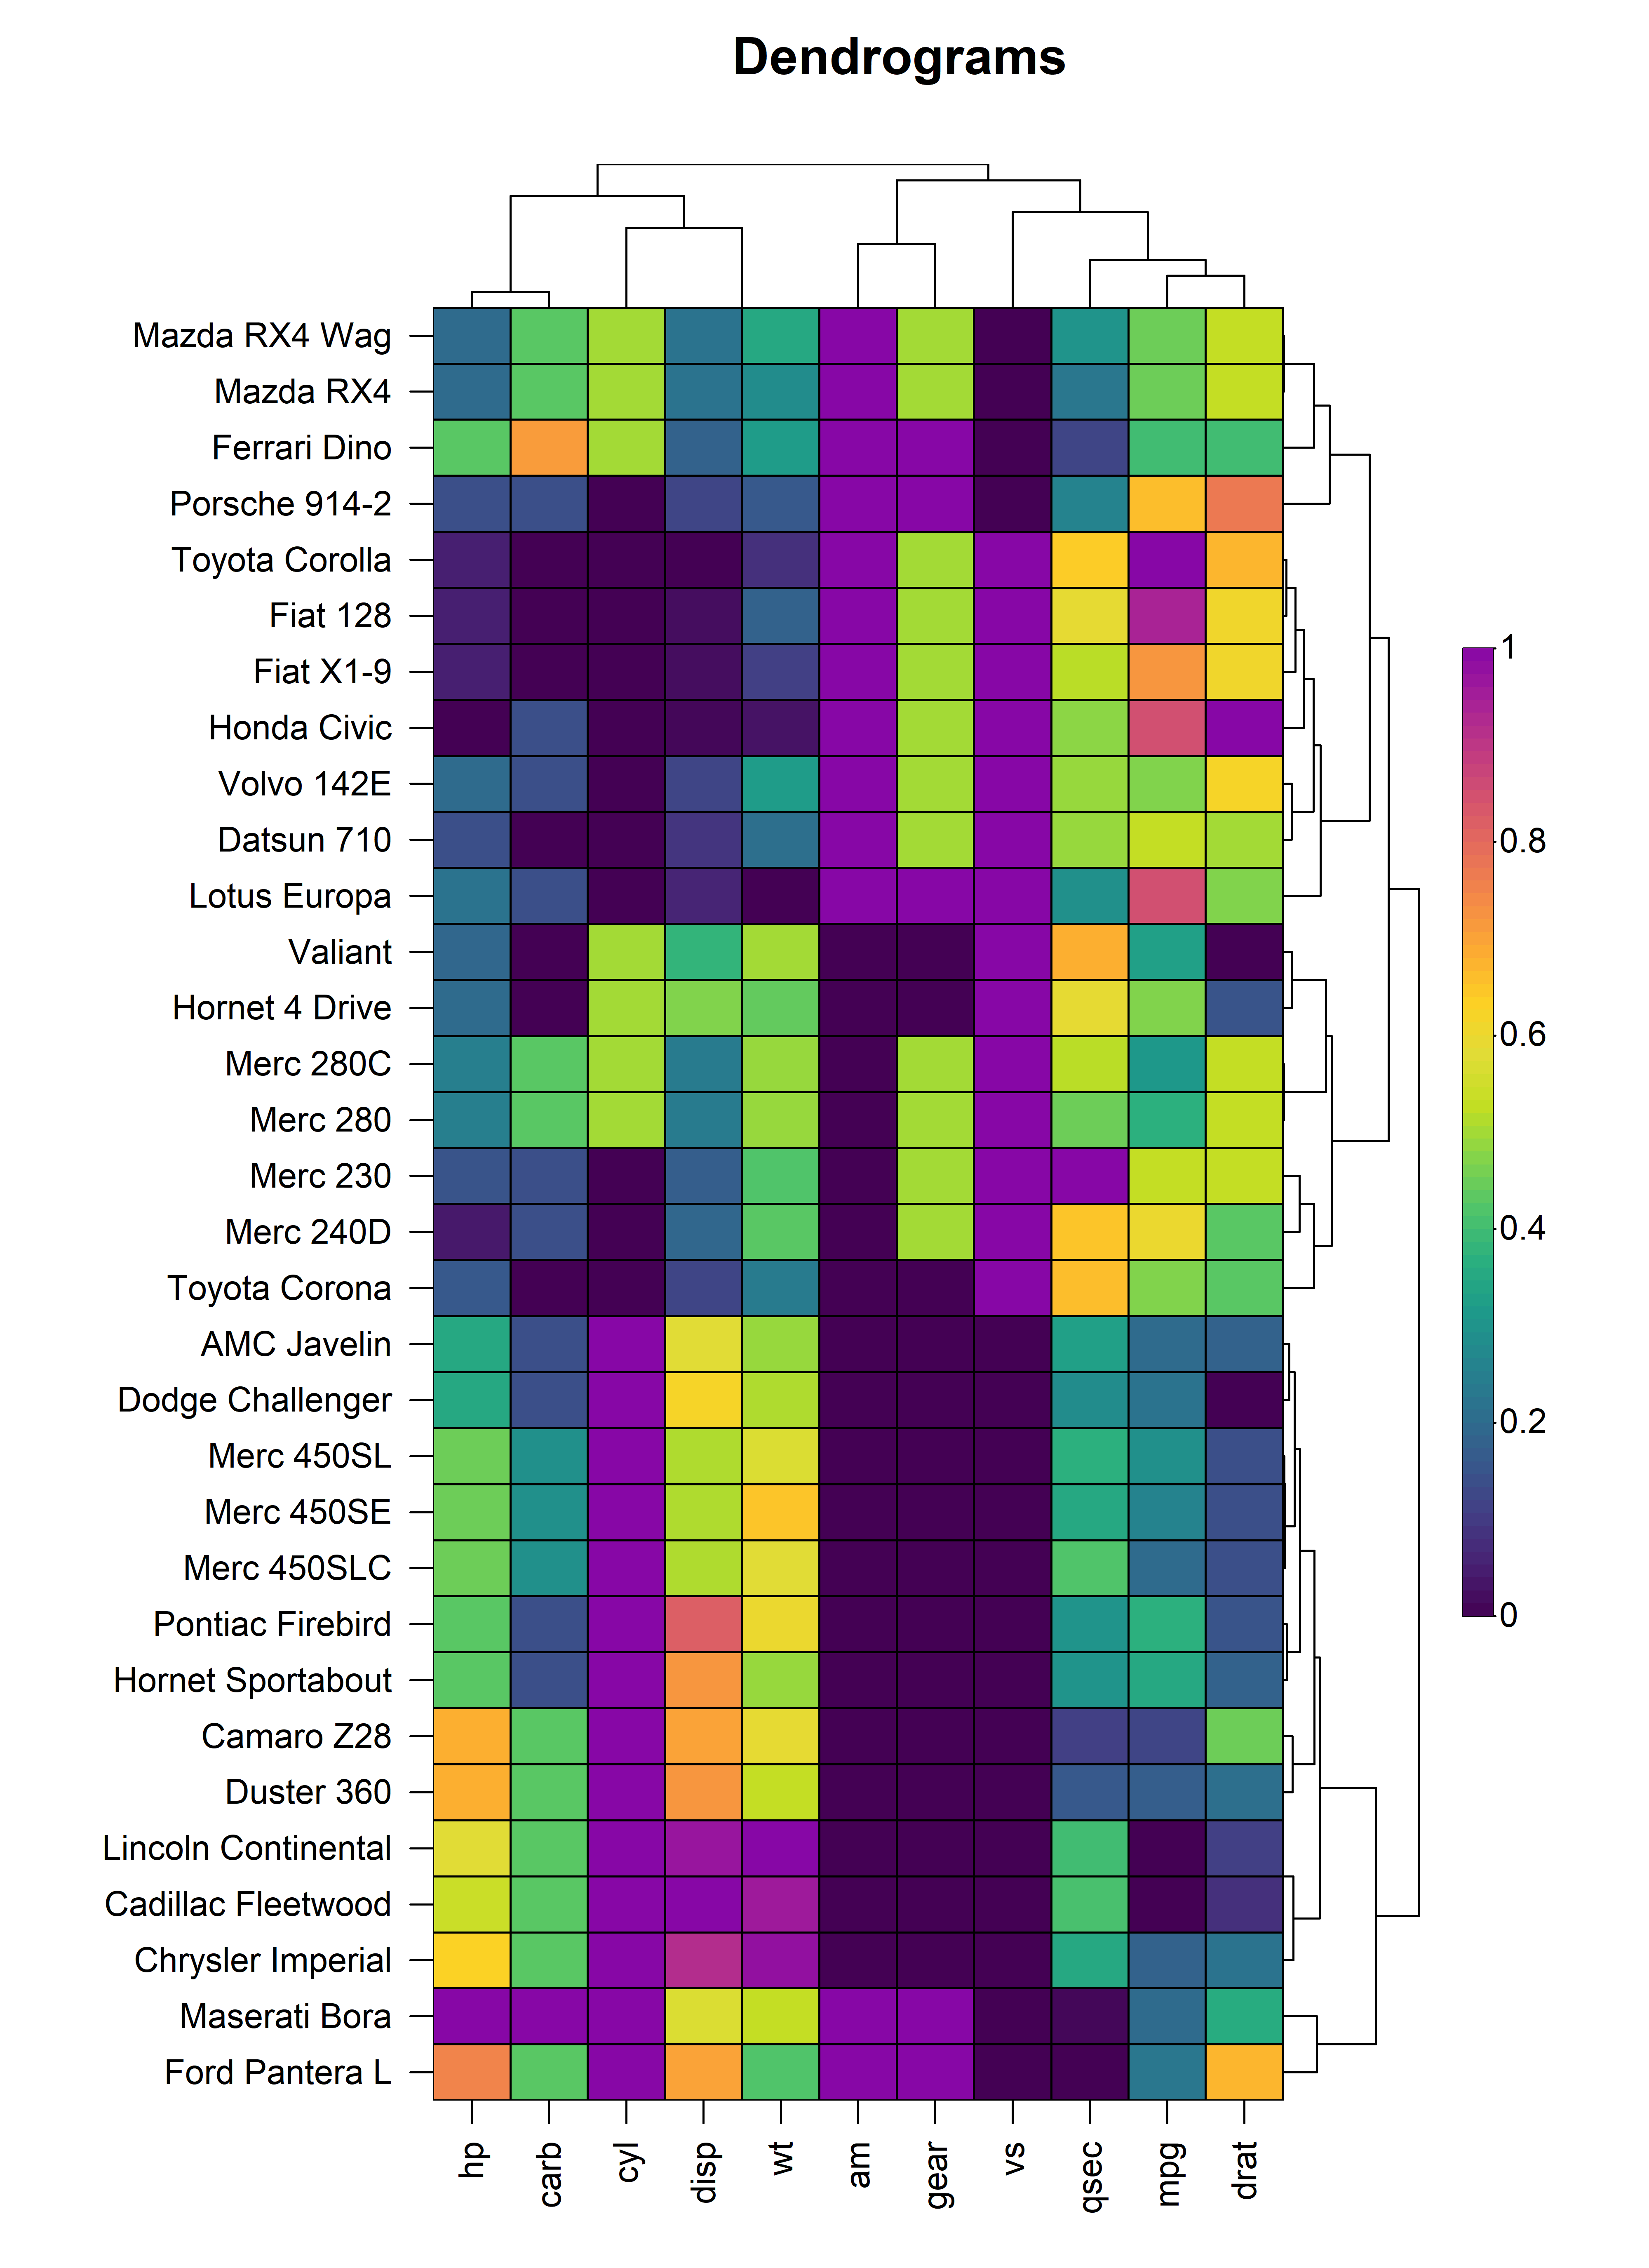 Dendrograms
Mazda RX4 Wag
Mazda RX4
Ferrari Dino
Porsche 914-2
Toyota Corolla
Fiat 128
Fiat X1-9
Honda Civic
Volvo 142E
Datsun 710
Lotus Europa
Valiant
Hornet 4 Drive
Merc 280C
Merc 280
Merc 230
Merc 240D
Toyota Corona
AMC Javelin
Dodge Challenger
Merc 450SL
Merc 450SE
Merc 450SLC
Pontiac Firebird
Hornet Sportabout
Camaro Z28
Duster 360
Lincoln Continental
Cadillac Fleetwood
Chrysler Imperial
Maserati Bora
Ford Pantera L
hp carb cyl disp wt am gear vs qsec mpg drat
1
0.8
0.6
0.4
0.2
0